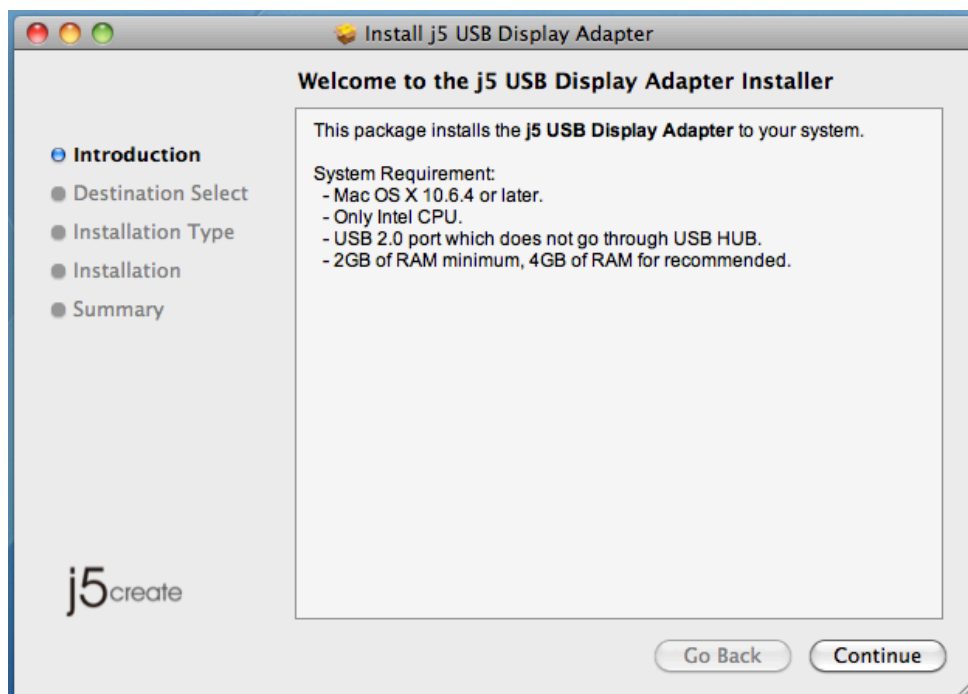 Install j5 USB Display Adapter
Welcome to the j5 USB Display Adapter Installer
Introduction
Destination Select
Installation Type
Installation
Summary
This package installs the j5 USB Display Adapter to your system.
System Requirement:
- Mac OS X 10.6.4 or later.
- Only Intel CPU.
- USB 2.0 port which does not go through USB HUB.
- 2GB of RAM minimum, 4GB of RAM for recommended.
j5create
Go Back
Continue